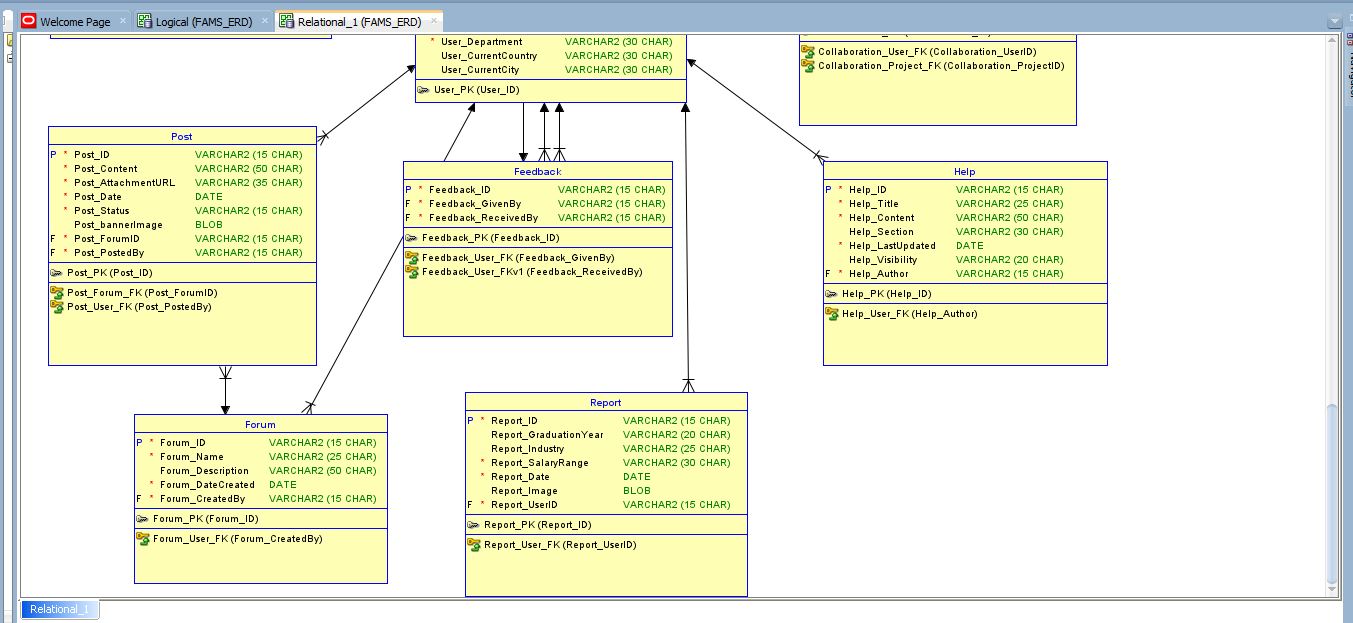 Welcome Page
Logical (FAMS_ERD)
Relational_1 (FAMS_ERD)
* User_Department VARCHAR2 (30 CHAR)
User_CurrentCountry VARCHAR2 (30 CHAR)
User_CurrentCity VARCHAR2 (30 CHAR)
User_PK (User_ID)
Collaboration_User_FK (Collaboration_UserID)
Collaboration_Project_FK (Collaboration_ProjectID)
Post
P * Post_ID VARCHAR2 (15 CHAR)
* Post_Content VARCHAR2 (50 CHAR)
* Post_AttachmentURL VARCHAR2 (35 CHAR)
* Post_Date DATE
* Post_Status VARCHAR2 (15 CHAR)
Post_bannerImage BLOB
F * Post_ForumID VARCHAR2 (15 CHAR)
F * Post_PostedBy VARCHAR2 (15 CHAR)
Post_PK (Post_ID)
Post_Forum_FK (Post_ForumID)
Post_User_FK (Post_PostedBy)
Feedback
P * Feedback_ID VARCHAR2 (15 CHAR)
F * Feedback_GivenBy VARCHAR2 (15 CHAR)
F * Feedback_ReceivedBy VARCHAR2 (15 CHAR)
Feedback_PK (Feedback_ID)
Feedback_User_FK (Feedback_GivenBy)
Feedback_User_FKv1 (Feedback_ReceivedBy)
Help
P * Help_ID VARCHAR2 (15 CHAR)
* Help_Title VARCHAR2 (25 CHAR)
* Help_Content VARCHAR2 (50 CHAR)
Help_Section VARCHAR2 (30 CHAR)
* Help_LastUpdated DATE
Help_Visibility VARCHAR2 (20 CHAR)
F * Help_Author VARCHAR2 (15 CHAR)
Help_PK (Help_ID)
Help_User_FK (Help_Author)
Forum
P * Forum_ID VARCHAR2 (15 CHAR)
* Forum_Name VARCHAR2 (25 CHAR)
Forum_Description VARCHAR2 (50 CHAR)
* Forum_DateCreated DATE
F * Forum_CreatedBy VARCHAR2 (15 CHAR)
Forum_PK (Forum_ID)
Forum_User_FK (Forum_CreatedBy)
Report
P * Report_ID VARCHAR2 (15 CHAR)
Report_GraduationYear VARCHAR2 (20 CHAR)
Report_Industry VARCHAR2 (25 CHAR)
* Report_SalaryRange VARCHAR2 (30 CHAR)
* Report_Date DATE
Report_Image BLOB
F * Report_UserID VARCHAR2 (15 CHAR)
Report_PK (Report_ID)
Report_User_FK (Report_UserID)
Relational_1